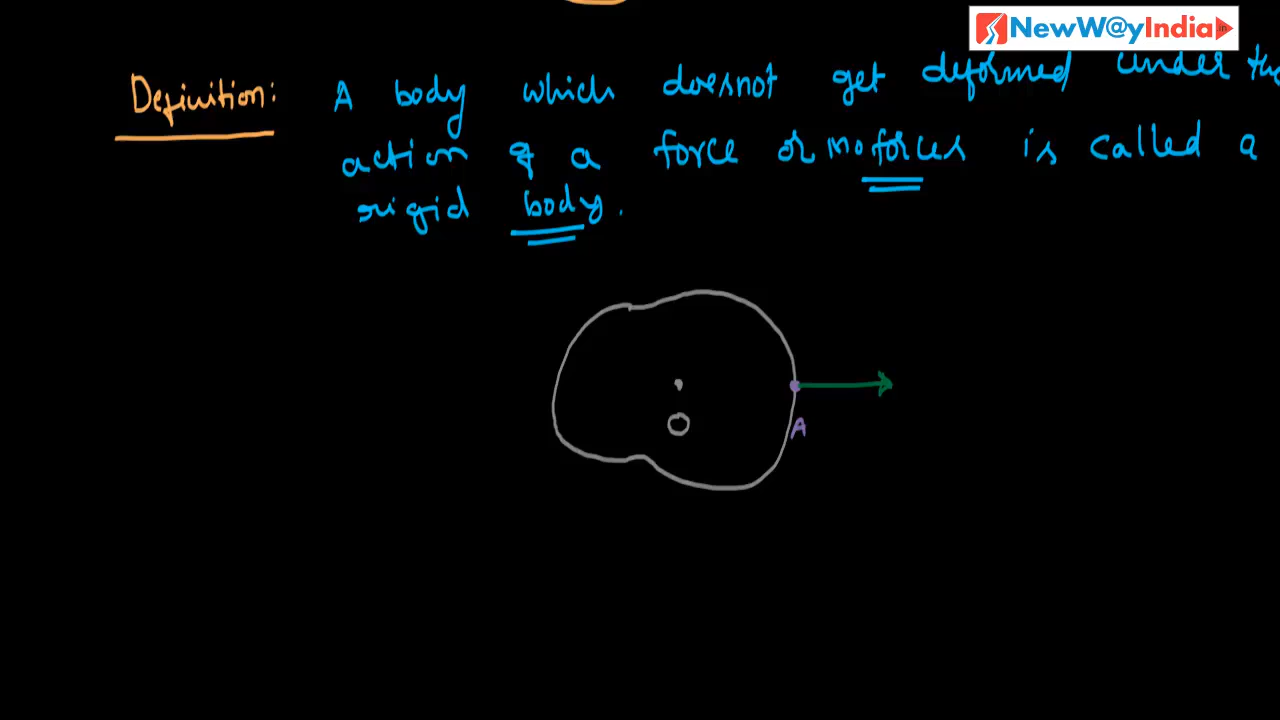 NewW@yIndia.in
Definition: A body which doesnot get deformed under the
action of a force or no forces is called a
rigid body.
O
A